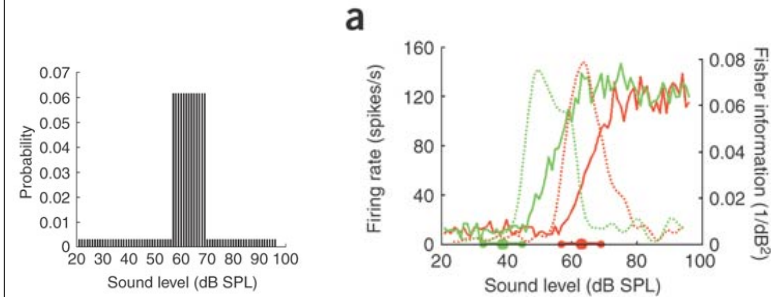 a
0.07
0.06
0.05
0.04
0.03
0.02
0.01
0
Probability
20 30 40 50 60 70 80 90 100
Sound level (dB SPL)
160
120
80
40
0
Firing rate (spikes/s)
0.08
0.06
0.04
0.02
0
Fisher information (1/dB²)
20 40 60 80 100
Sound level (dB SPL)